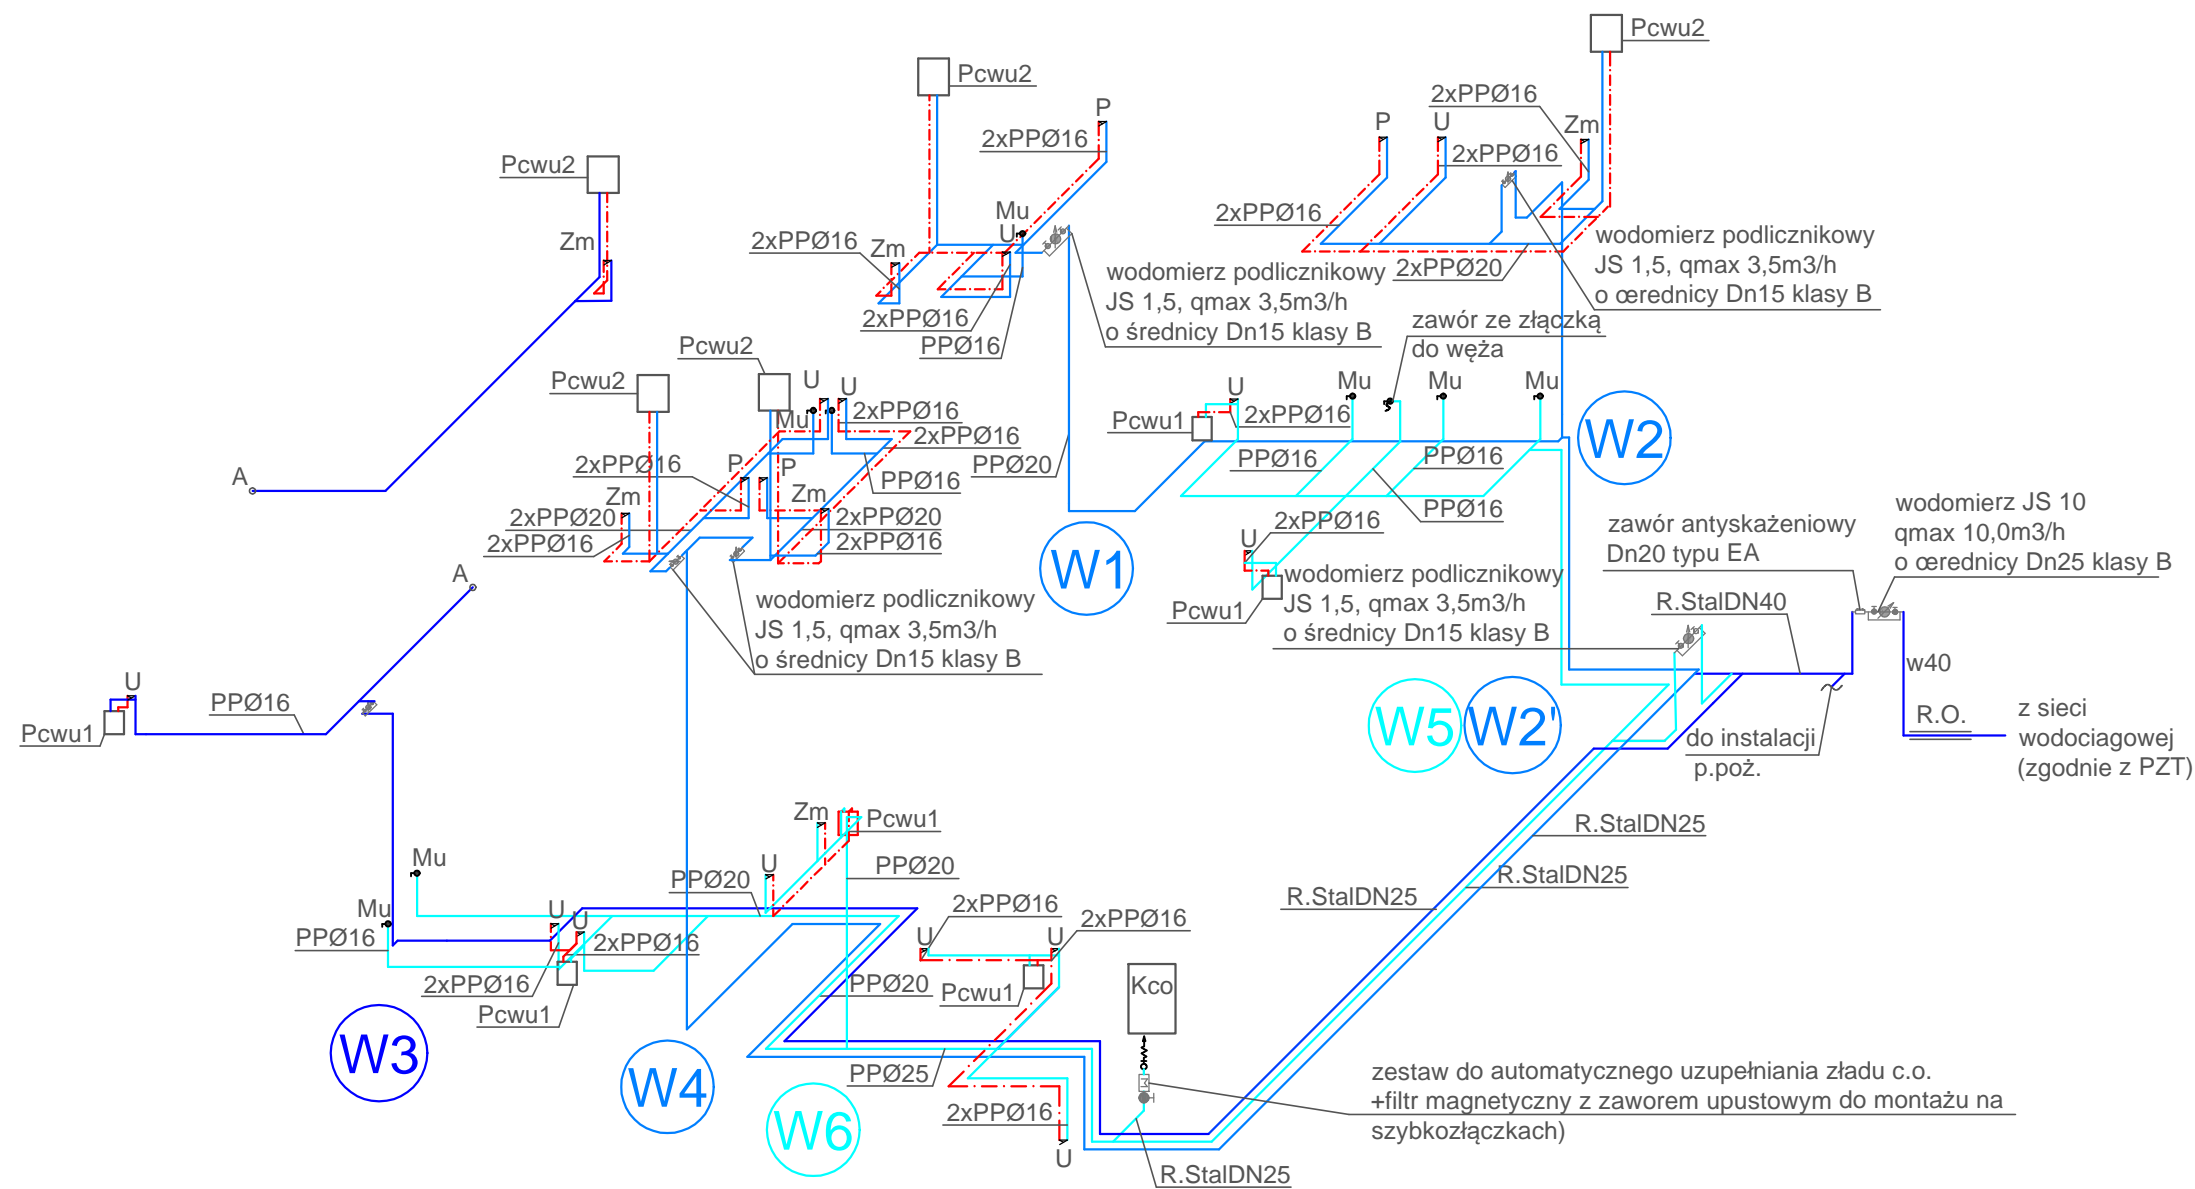 Pcwu2
Pcwu2
Pcwu2
P
2xPPØ16
2xPPØ16
P
U
Zm
2xPPØ16
Zm
Mu
U
2xPPØ16
Zm
2xPPØ16
wodomierz podlicznikowy
JS 1,5, qmax 3,5m3/h
o œrednicy Dn15 klasy B
2xPPØ20
wodomierz podlicznikowy
JS 1,5, qmax 3,5m3/h
o średnicy Dn15 klasy B
2xPPØ16
PPØ16
zawór ze złączką
do węża
Pcwu2
Pcwu2
U
U
Mu
2xPPØ16
2xPPØ16
2xPPØ16
P
P
PPØ16
Zm
Zm
2xPPØ20
2xPPØ16
2xPPØ20
2xPPØ16
A
PPØ20
Pcwu1
U
2xPPØ16
Mu
Mu
Mu
PPØ16
PPØ16
PPØ16
W2
W1
2xPPØ16
U
Pcwu1
wodomierz podlicznikowy
JS 1,5, qmax 3,5m3/h
o średnicy Dn15 klasy B
zawór antyskażeniowy
Dn20 typu EA
wodomierz JS 10
qmax 10,0m3/h
o œrednicy Dn25 klasy B
R.StalDN40
w40
R.O.
z sieci
wodociagowej
(zgodnie z PZT)
do instalacji
p.poż.
A
wodomierz podlicznikowy
JS 1,5, qmax 3,5m3/h
o średnicy Dn15 klasy B
U
PPØ16
Pcwu1
W5
W2'
R.StalDN25
R.StalDN25
R.StalDN25
Zm
Pcwu1
U
PPØ20
PPØ20
Mu
Mu
PPØ16
U
U
2xPPØ16
2xPPØ16
Pcwu1
2xPPØ16
2xPPØ16
U
U
PPØ20
Pcwu1
Kco
W3
W4
W6
PPØ25
2xPPØ16
U
R.StalDN25
zestaw do automatycznego uzupełniania zładu c.o.
+filtr magnetyczny z zaworem upustowym do montażu na
szybkozłączkach)